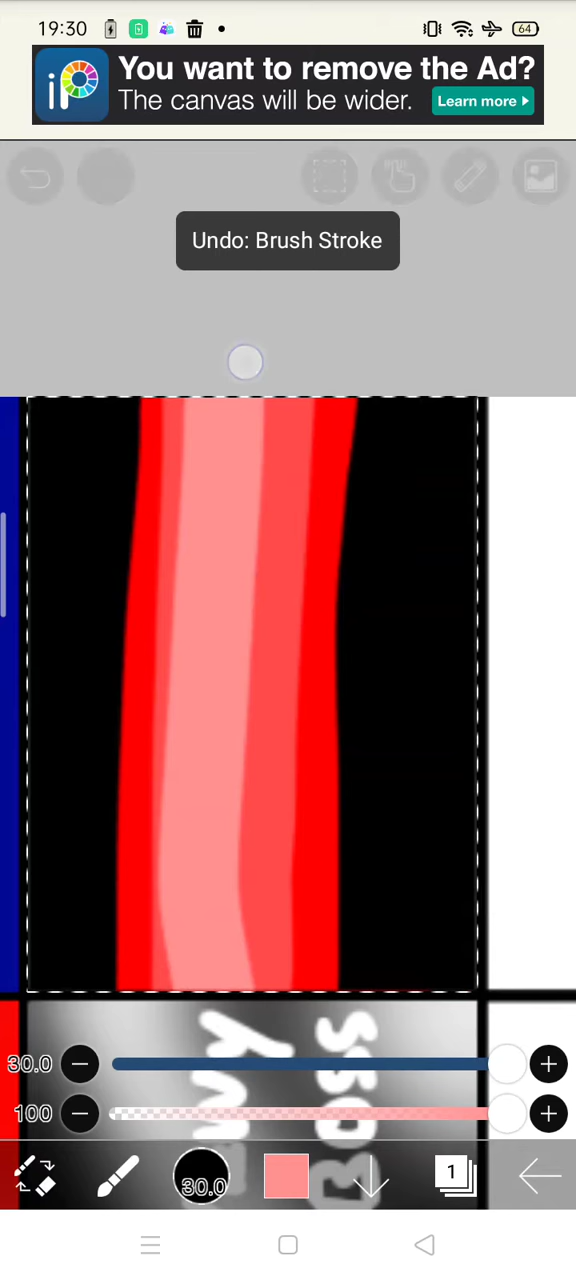 19:30
64
iP
You want to remove the Ad?
The canvas will be wider.
Learn more
Undo: Brush Stroke
30.0
100
30.0
1